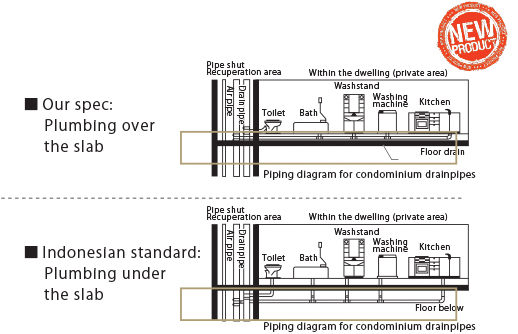 NEW
PRODUCT
Pipe shut
Recuperation area
Within the dwelling (private area)
Air pipe
Drain pipe
Toilet
Bath
Washstand
Washing
machine
Kitchen
■ Our spec:
Plumbing over
the slab
Floor drain
Piping diagram for condominium drainpipes
Pipe shut
Recuperation area
Within the dwelling (private area)
Air pipe
Drain pipe
Toilet
Bath
Washstand
Washing
machine
Kitchen
■ Indonesian standard:
Plumbing under
the slab
Floor below
Piping diagram for condominium drainpipes